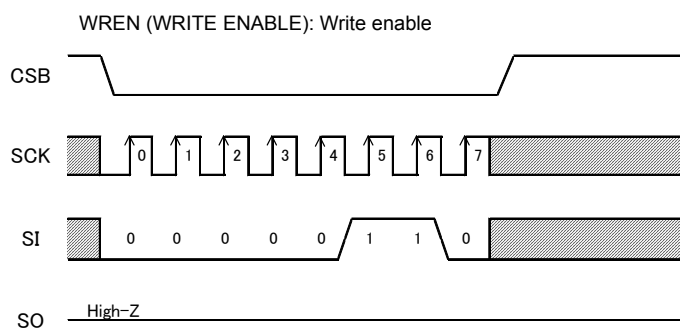 WREN (WRITE ENABLE): Write enable
CSB
SCK 0 1 2 3 4 5 6 7
SI 0 0 0 0 0 1 1 0
High-Z
SO